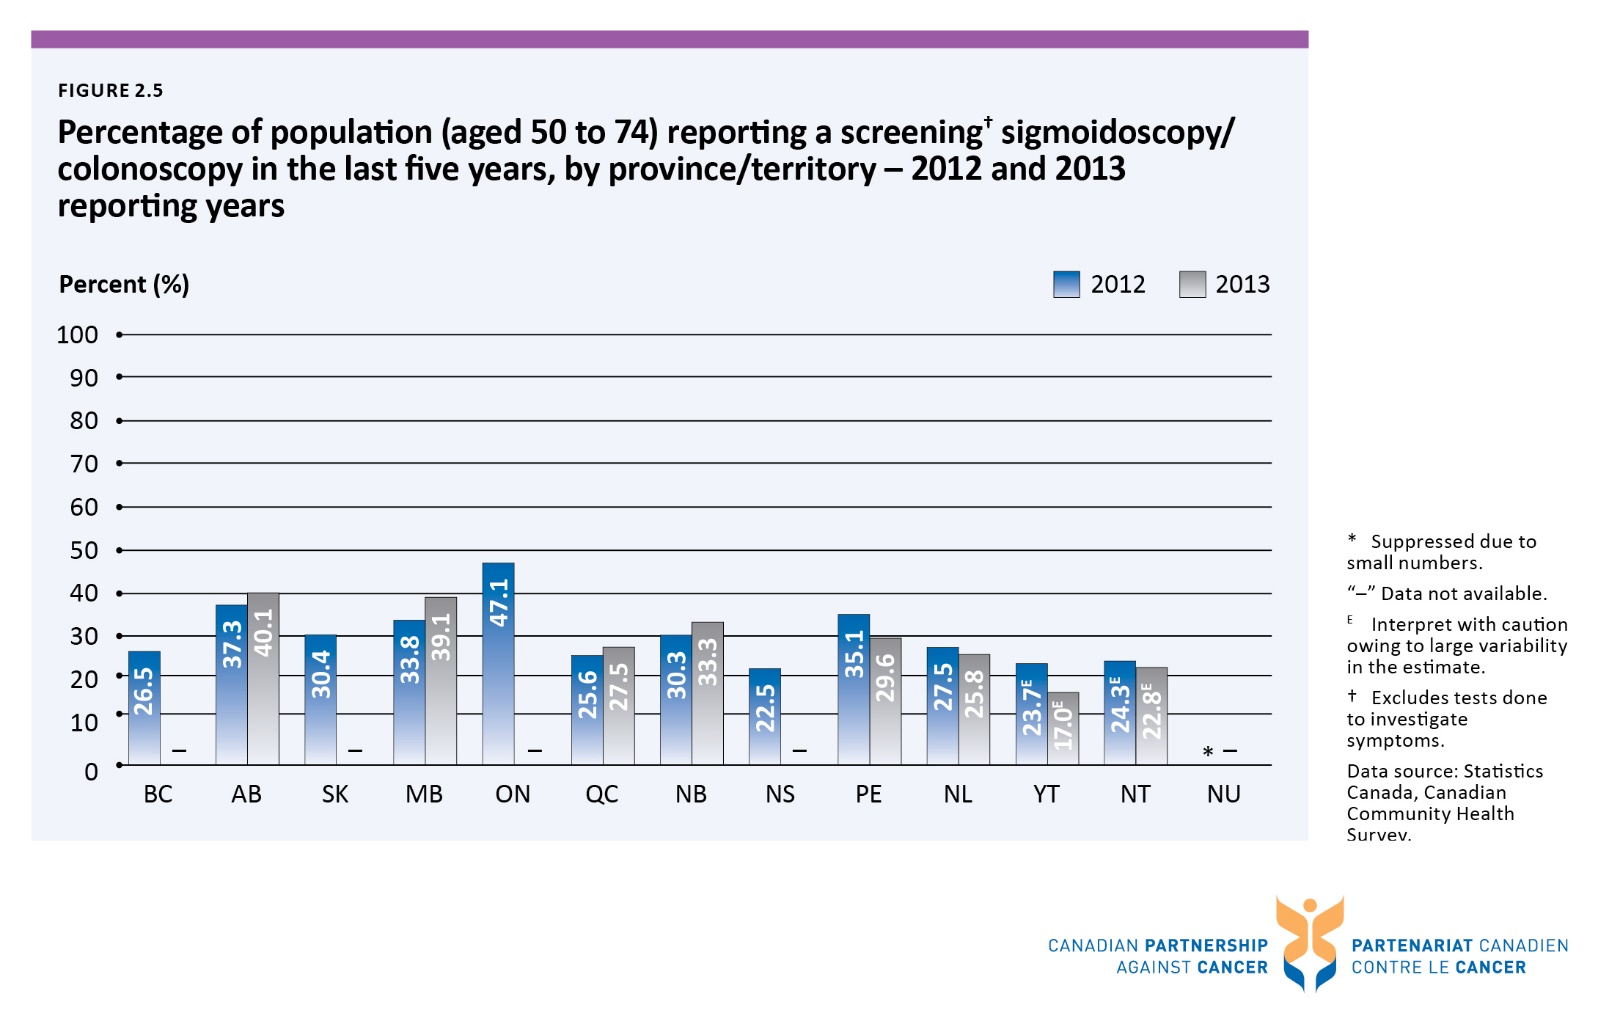 FIGURE 2.5
Percentage of population (aged 50 to 74) reporting a screening† sigmoidoscopy/
colonoscopy in the last five years, by province/territory – 2012 and 2013
reporting years
Percent (%)
2012
2013
100
90
80
70
60
50
40
30
20
10
0
26.5
–
37.3
40.1
30.4
–
33.8
39.1
47.1
–
25.6
27.5
30.3
33.3
22.5
–
35.1
29.6
27.5
25.8
23.7E
17.0E
24.3E
22.8E
* –
BC
AB
SK
MB
ON
QC
NB
NS
PE
NL
YT
NT
NU
* Suppressed due to
small numbers.
“–” Data not available.
E Interpret with caution
owing to large variability
in the estimate.
† Excludes tests done
to investigate
symptoms.
Data source: Statistics
Canada, Canadian
Community Health
Survey.
CANADIAN PARTNERSHIP
AGAINST CANCER
PARTENARIAT CANADIEN
CONTRE LE CANCER